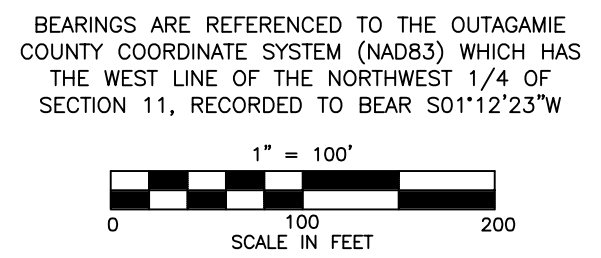 BEARINGS ARE REFERENCED TO THE OUTAGAMIE
COUNTY COORDINATE SYSTEM (NAD83) WHICH HAS
THE WEST LINE OF THE NORTHWEST 1/4 OF
SECTION 11, RECORDED TO BEAR S01°12'23"W
1" = 100'
0 100 200
SCALE IN FEET